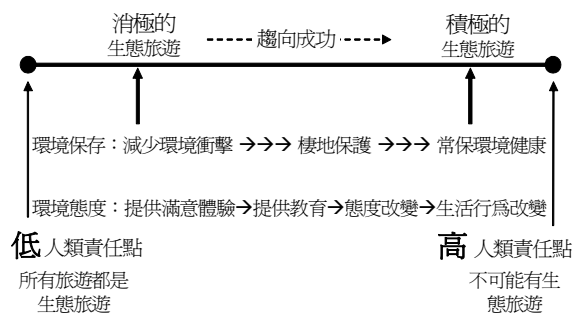 消極的
生態旅遊
趨向成功
積極的
生態旅遊
環境保存：減少環境衝擊→→→ 棲地保護 →→→ 常保環境健康
環境態度：提供滿意體驗→提供教育→態度改變→生活行為改變
低 人類責任點
所有旅遊都是
生態旅遊
高 人類責任點
不可能有生
態旅遊